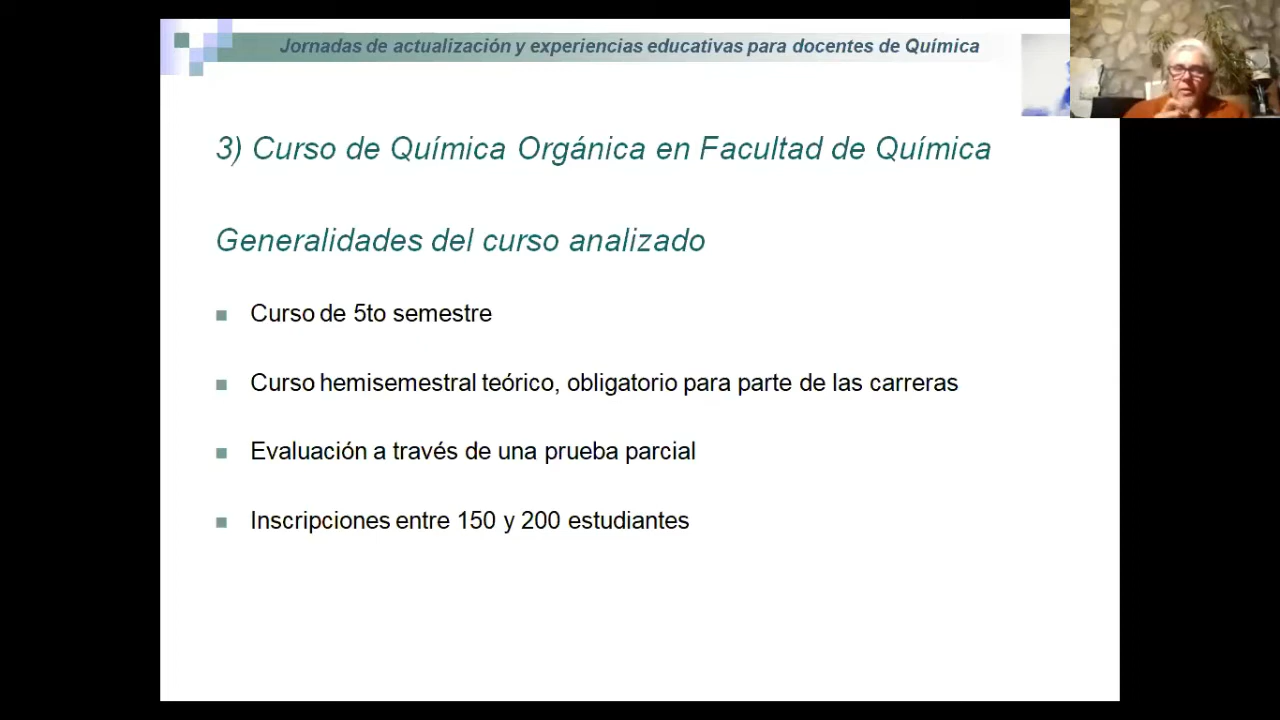 Jornadas de actualización y experiencias educativas para docentes de Química
3) Curso de Química Orgánica en Facultad de Química
Generalidades del curso analizado
Curso de 5to semestre
Curso hemisemestral teórico, obligatorio para parte de las carreras
Evaluación a través de una prueba parcial
Inscripciones entre 150 y 200 estudiantes